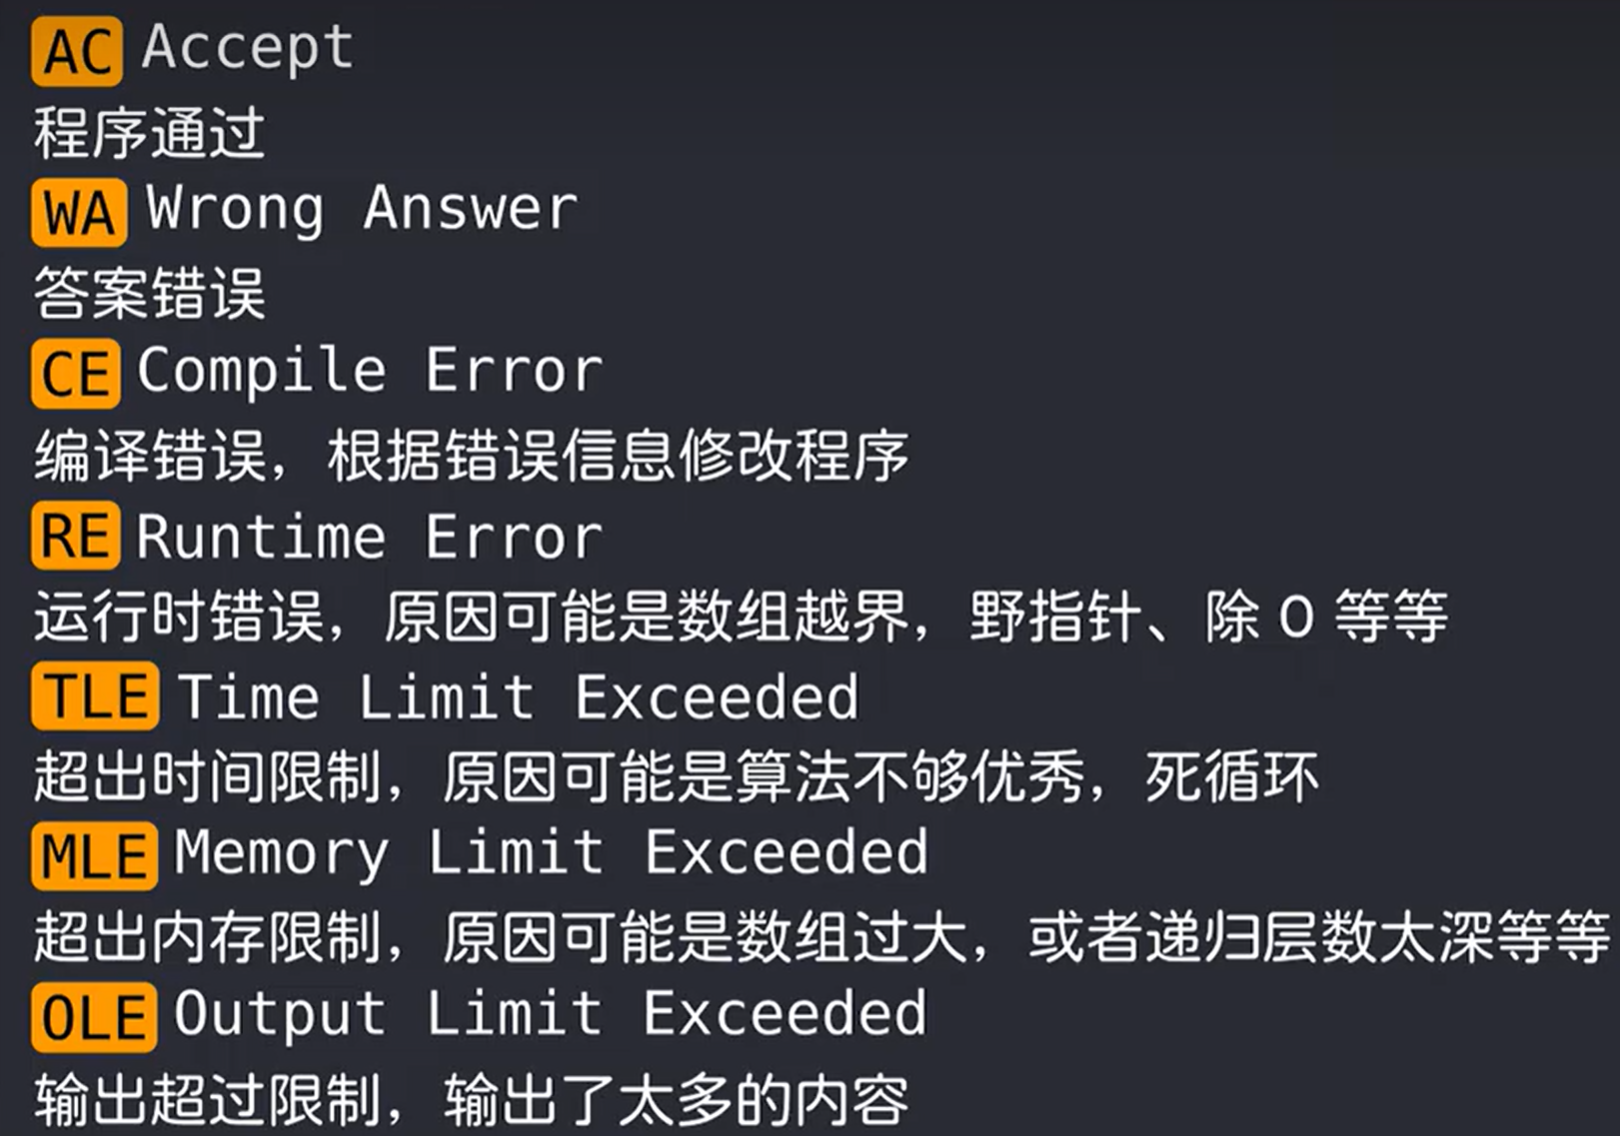 AC Accept
程序通过
WA Wrong Answer
答案错误
CE Compile Error
编译错误，根据错误信息修改程序
RE Runtime Error
运行时错误，原因可能是数组越界，野指针、除 0 等等
TLE Time Limit Exceeded
超出时间限制，原因可能是算法不够优秀，死循环
MLE Memory Limit Exceeded
超出内存限制，原因可能是数组过大，或者递归层数太深等等
OLE Output Limit Exceeded
输出超过限制，输出了太多的内容